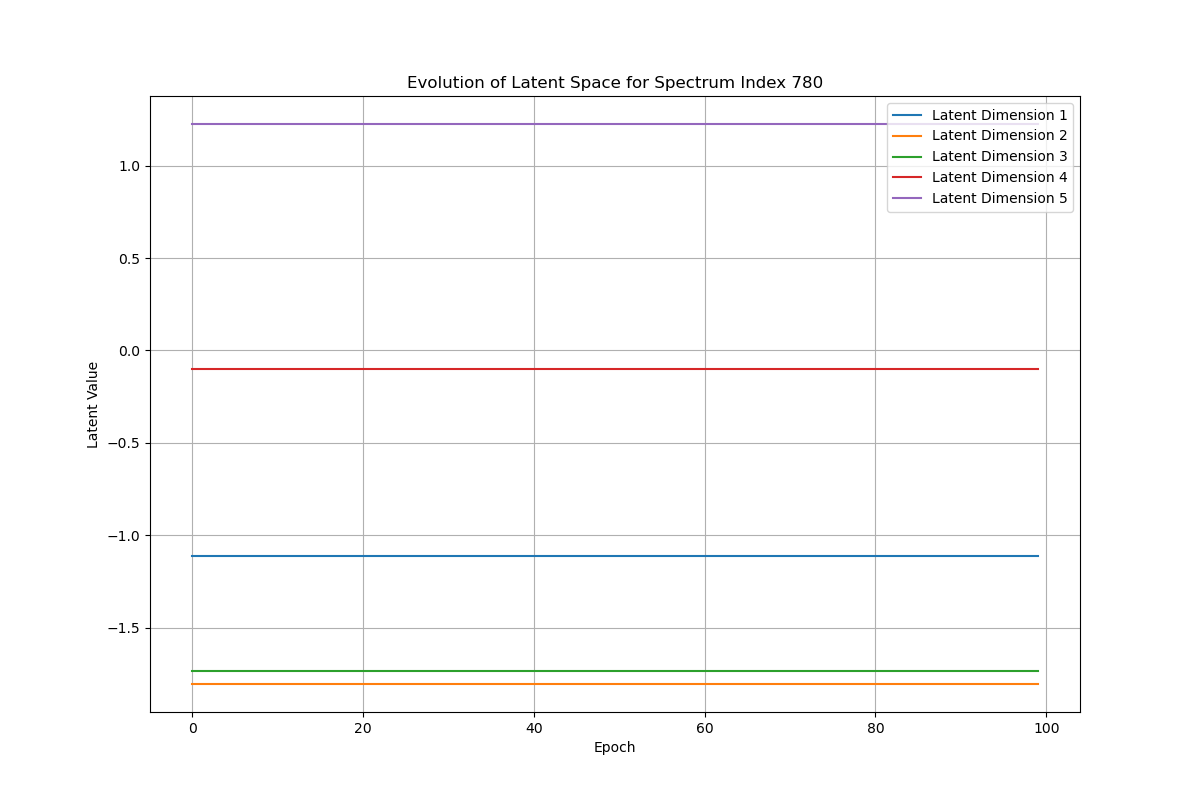 Evolution of Latent Space for Spectrum Index 780
Latent Dimension 1
Latent Dimension 2
Latent Dimension 3
Latent Dimension 4
Latent Dimension 5
1.0
0.5
0.0
−0.5
−1.0
−1.5
Latent Value
0 20 40 60 80 100
Epoch